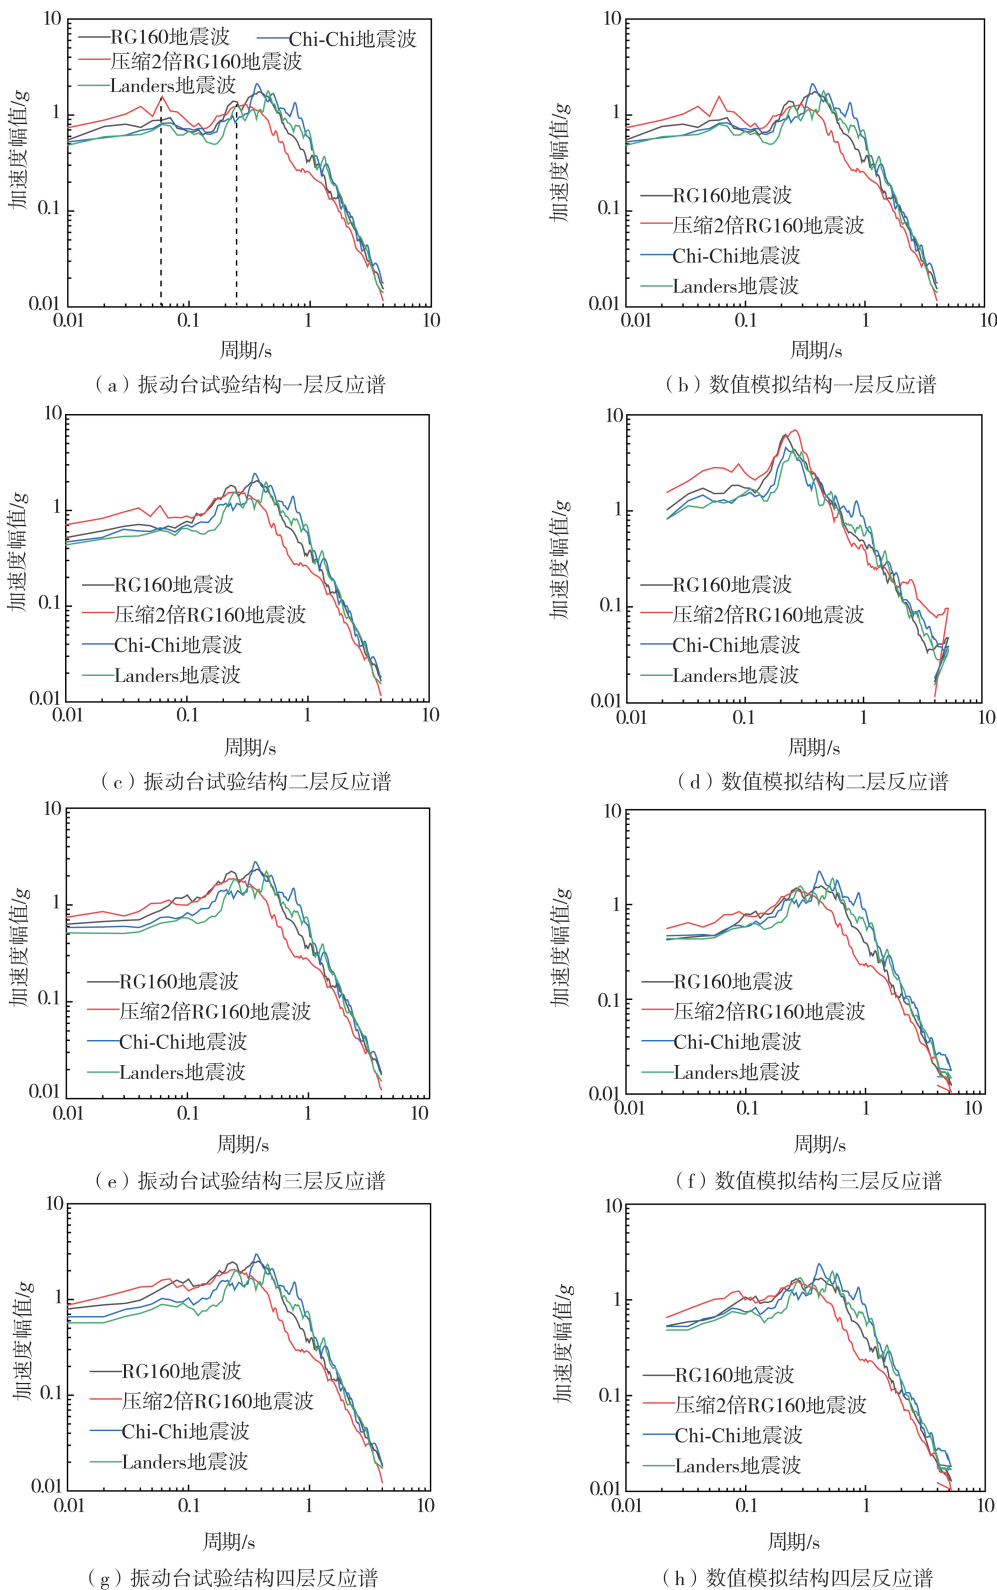 10
1
0.1
0.01
加速度幅值/g
RG160地震波
Chi-Chi地震波
压缩2倍RG160地震波
Landers地震波
0.01
0.1
1
10
周期/s
（a）振动台试验结构一层反应谱
10
1
0.1
0.01
加速度幅值/g
RG160地震波
压缩2倍RG160地震波
Chi-Chi地震波
Landers地震波
0.01
0.1
1
10
周期/s
（b）数值模拟结构一层反应谱
10
1
0.1
0.01
加速度幅值/g
RG160地震波
压缩2倍RG160地震波
Chi-Chi地震波
Landers地震波
0.01
0.1
1
10
周期/s
（c）振动台试验结构二层反应谱
10
1
0.1
0.01
加速度幅值/g
RG160地震波
压缩2倍RG160地震波
Chi-Chi地震波
Landers地震波
0.01
0.1
1
10
周期/s
（d）数值模拟结构二层反应谱
10
1
0.1
0.01
加速度幅值/g
RG160地震波
压缩2倍RG160地震波
Chi-Chi地震波
Landers地震波
0.01
0.1
1
10
周期/s
（e）振动台试验结构三层反应谱
10
1
0.1
0.01
加速度幅值/g
RG160地震波
压缩2倍RG160地震波
Chi-Chi地震波
Landers地震波
0.01
0.1
1
10
周期/s
（f）数值模拟结构三层反应谱
10
1
0.1
0.01
加速度幅值/g
RG160地震波
压缩2倍RG160地震波
Chi-Chi地震波
Landers地震波
0.01
0.1
1
10
周期/s
（g）振动台试验结构四层反应谱
10
1
0.1
0.01
加速度幅值/g
RG160地震波
压缩2倍RG160地震波
Chi-Chi地震波
Landers地震波
0.01
0.1
1
10
周期/s
（h）数值模拟结构四层反应谱